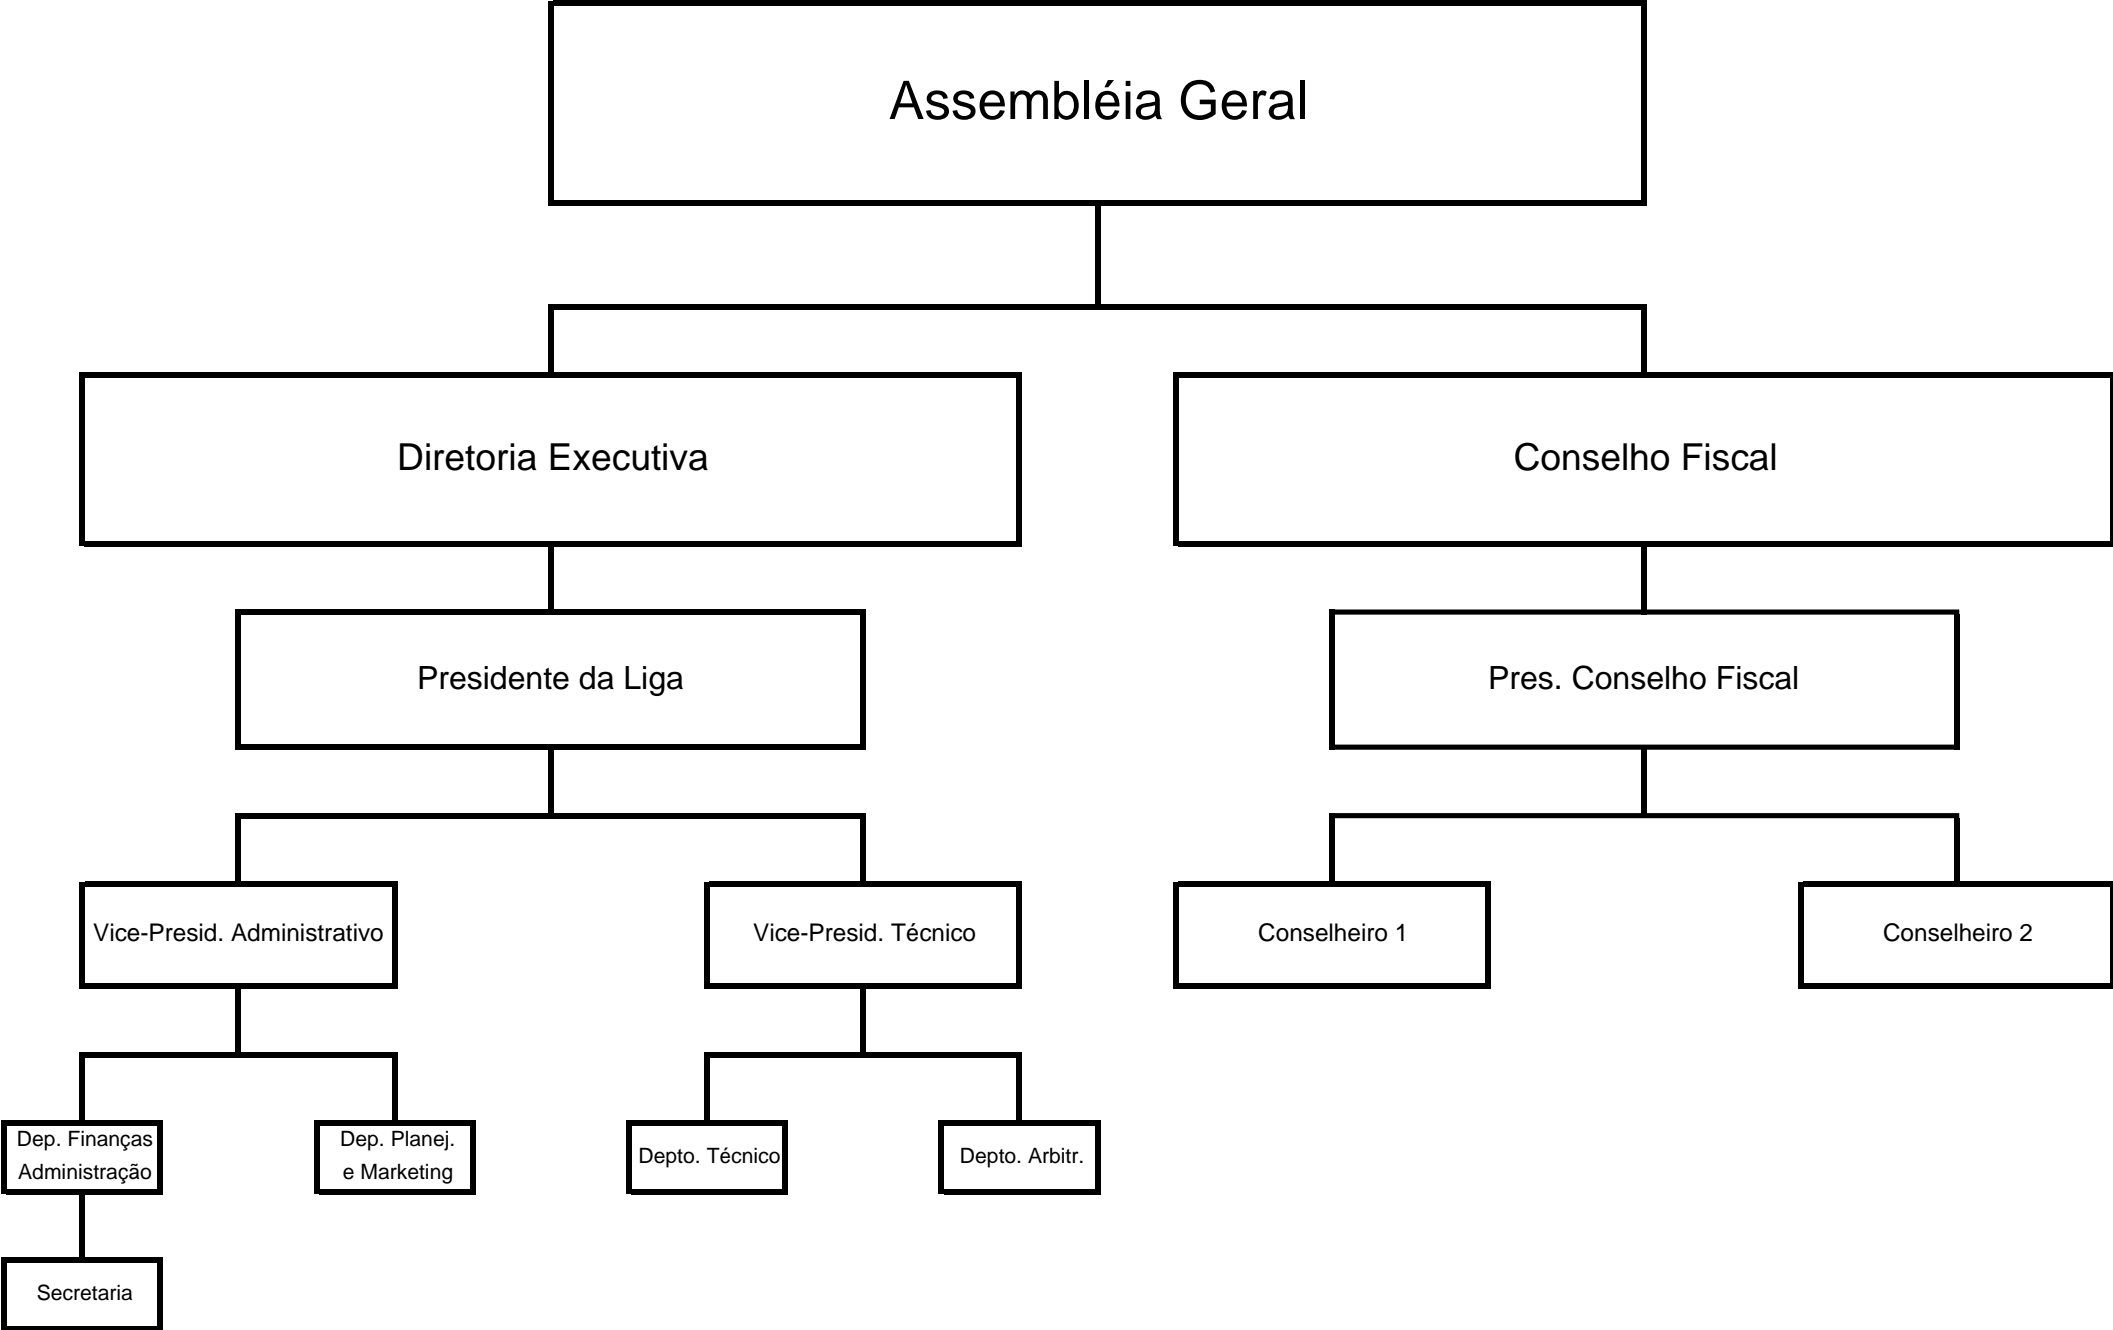 Assembléia Geral
Diretoria Executiva
Conselho Fiscal
Presidente da Liga
Pres. Conselho Fiscal
Vice-Presid. Administrativo
Vice-Presid. Técnico
Conselheiro 1
Conselheiro 2
Dep. Finanças
Administração
Dep. Planej.
e Marketing
Depto. Técnico
Depto. Arbitr.
Secretaria